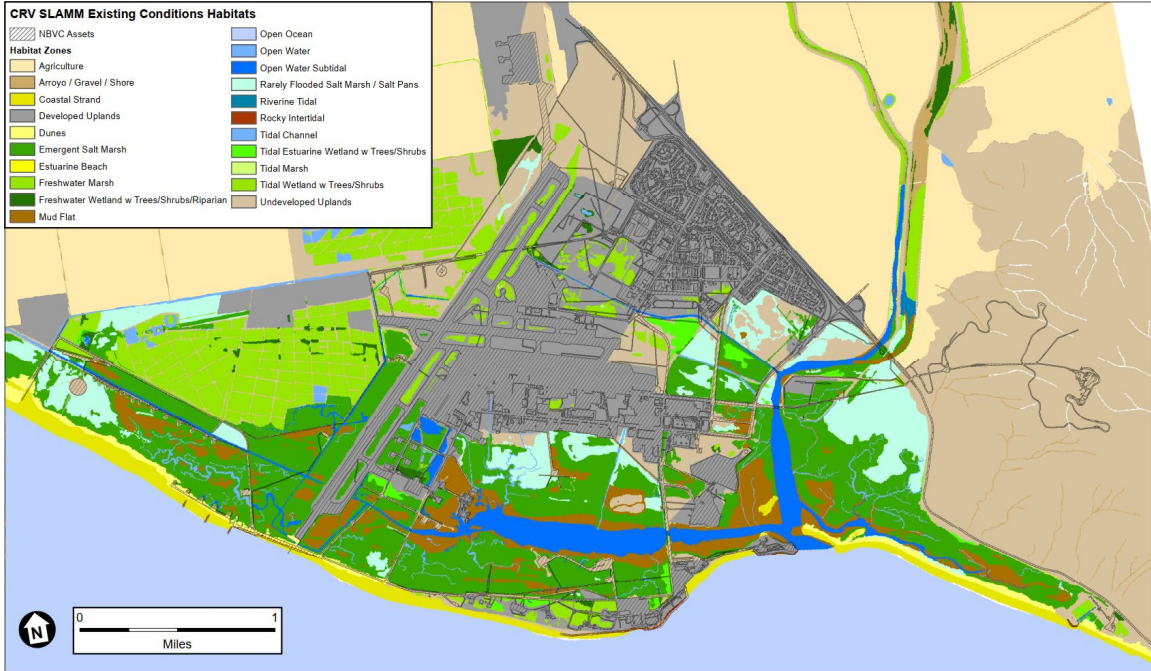 CRV SLAMM Existing Conditions Habitats
NBVC Assets
Habitat Zones
Agriculture
Arroyo / Gravel / Shore
Coastal Strand
Developed Uplands
Dunes
Emergent Salt Marsh
Estuarine Beach
Freshwater Marsh
Freshwater Wetland w Trees/Shrubs/Riparian
Mud Flat
Open Ocean
Open Water
Open Water Subtidal
Rarely Flooded Salt Marsh / Salt Pans
Riverine Tidal
Rocky Intertidal
Tidal Channel
Tidal Estuarine Wetland w Trees/Shrubs
Tidal Marsh
Tidal Wetland w Trees/Shrubs
Undeveloped Uplands
N
0 1
Miles